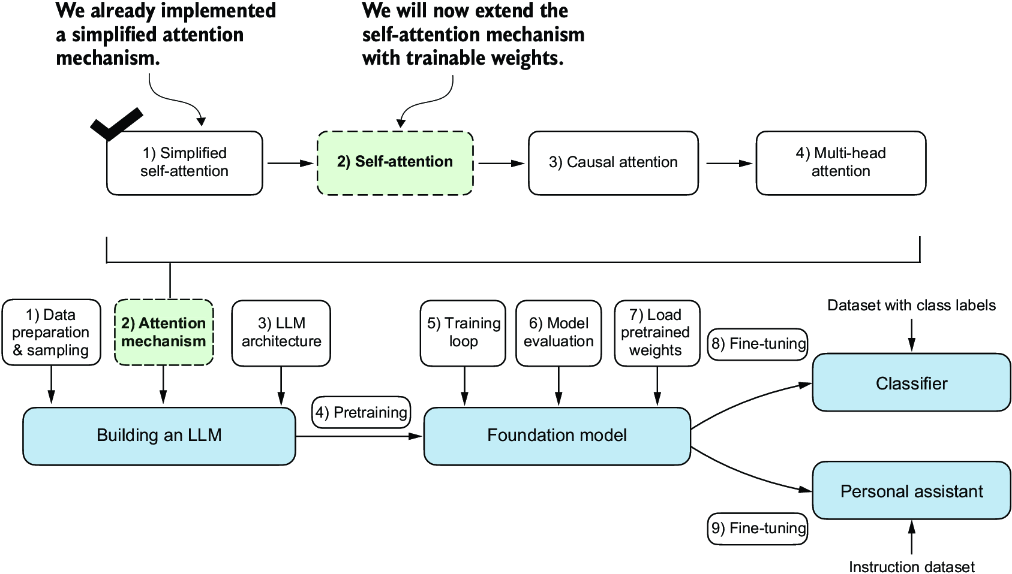 We already implemented
a simplified attention
mechanism.
We will now extend the
self-attention mechanism
with trainable weights.
1) Simplified
self-attention
2) Self-attention
3) Causal attention
4) Multi-head
attention
1) Data
preparation
& sampling
2) Attention
mechanism
3) LLM
architecture
5) Training
loop
6) Model
evaluation
7) Load
pretrained
weights
8) Fine-tuning
Dataset with class labels
Classifier
4) Pretraining
Building an LLM
Foundation model
Personal assistant
9) Fine-tuning
Instruction dataset